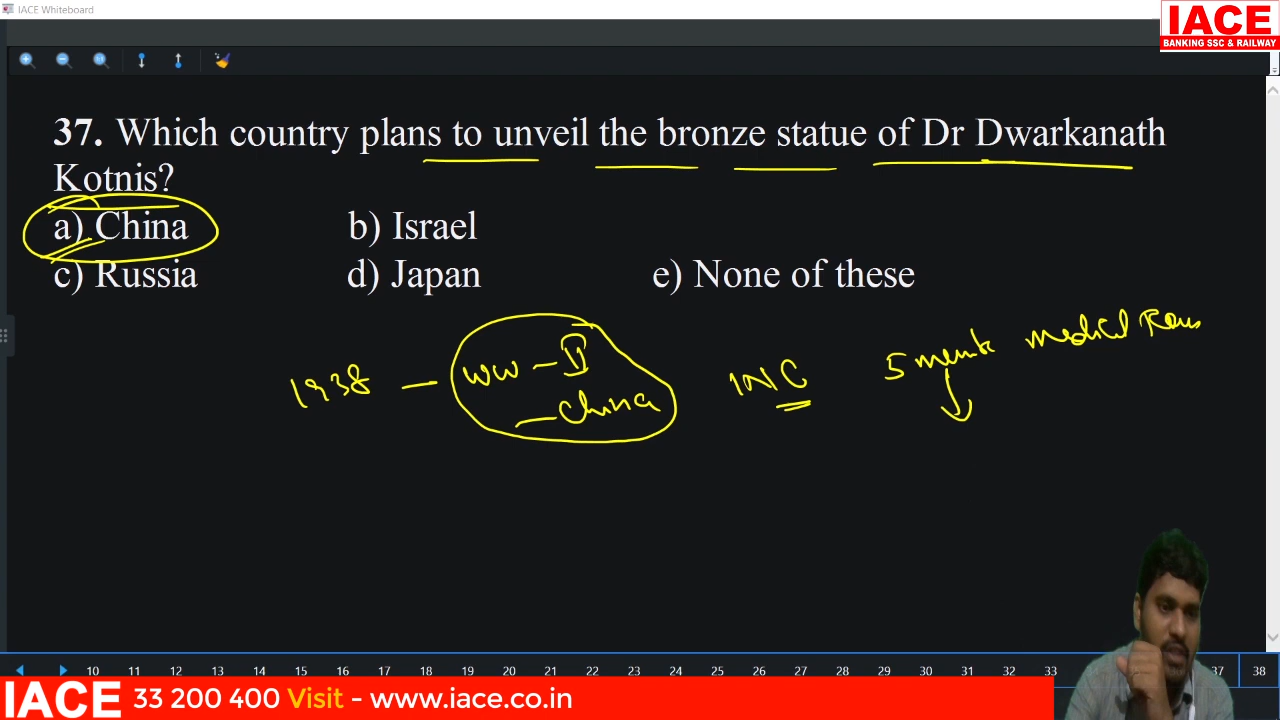 IACE Whiteboard
IACE
BANKING SSC & RAILWAY
37. Which country plans to unveil the bronze statue of Dr Dwarkanath
Kotnis?
a) China b) Israel
c) Russia d) Japan e) None of these
1938 — WW - II
- China
INC
5 memb medical
10 11 12 13 14 15 16 17 18 19 20 21 22 23 24 25 26 27 28 29 30 31 32 33 37 38
IACE 33 200 400 Visit - www.iace.co.in